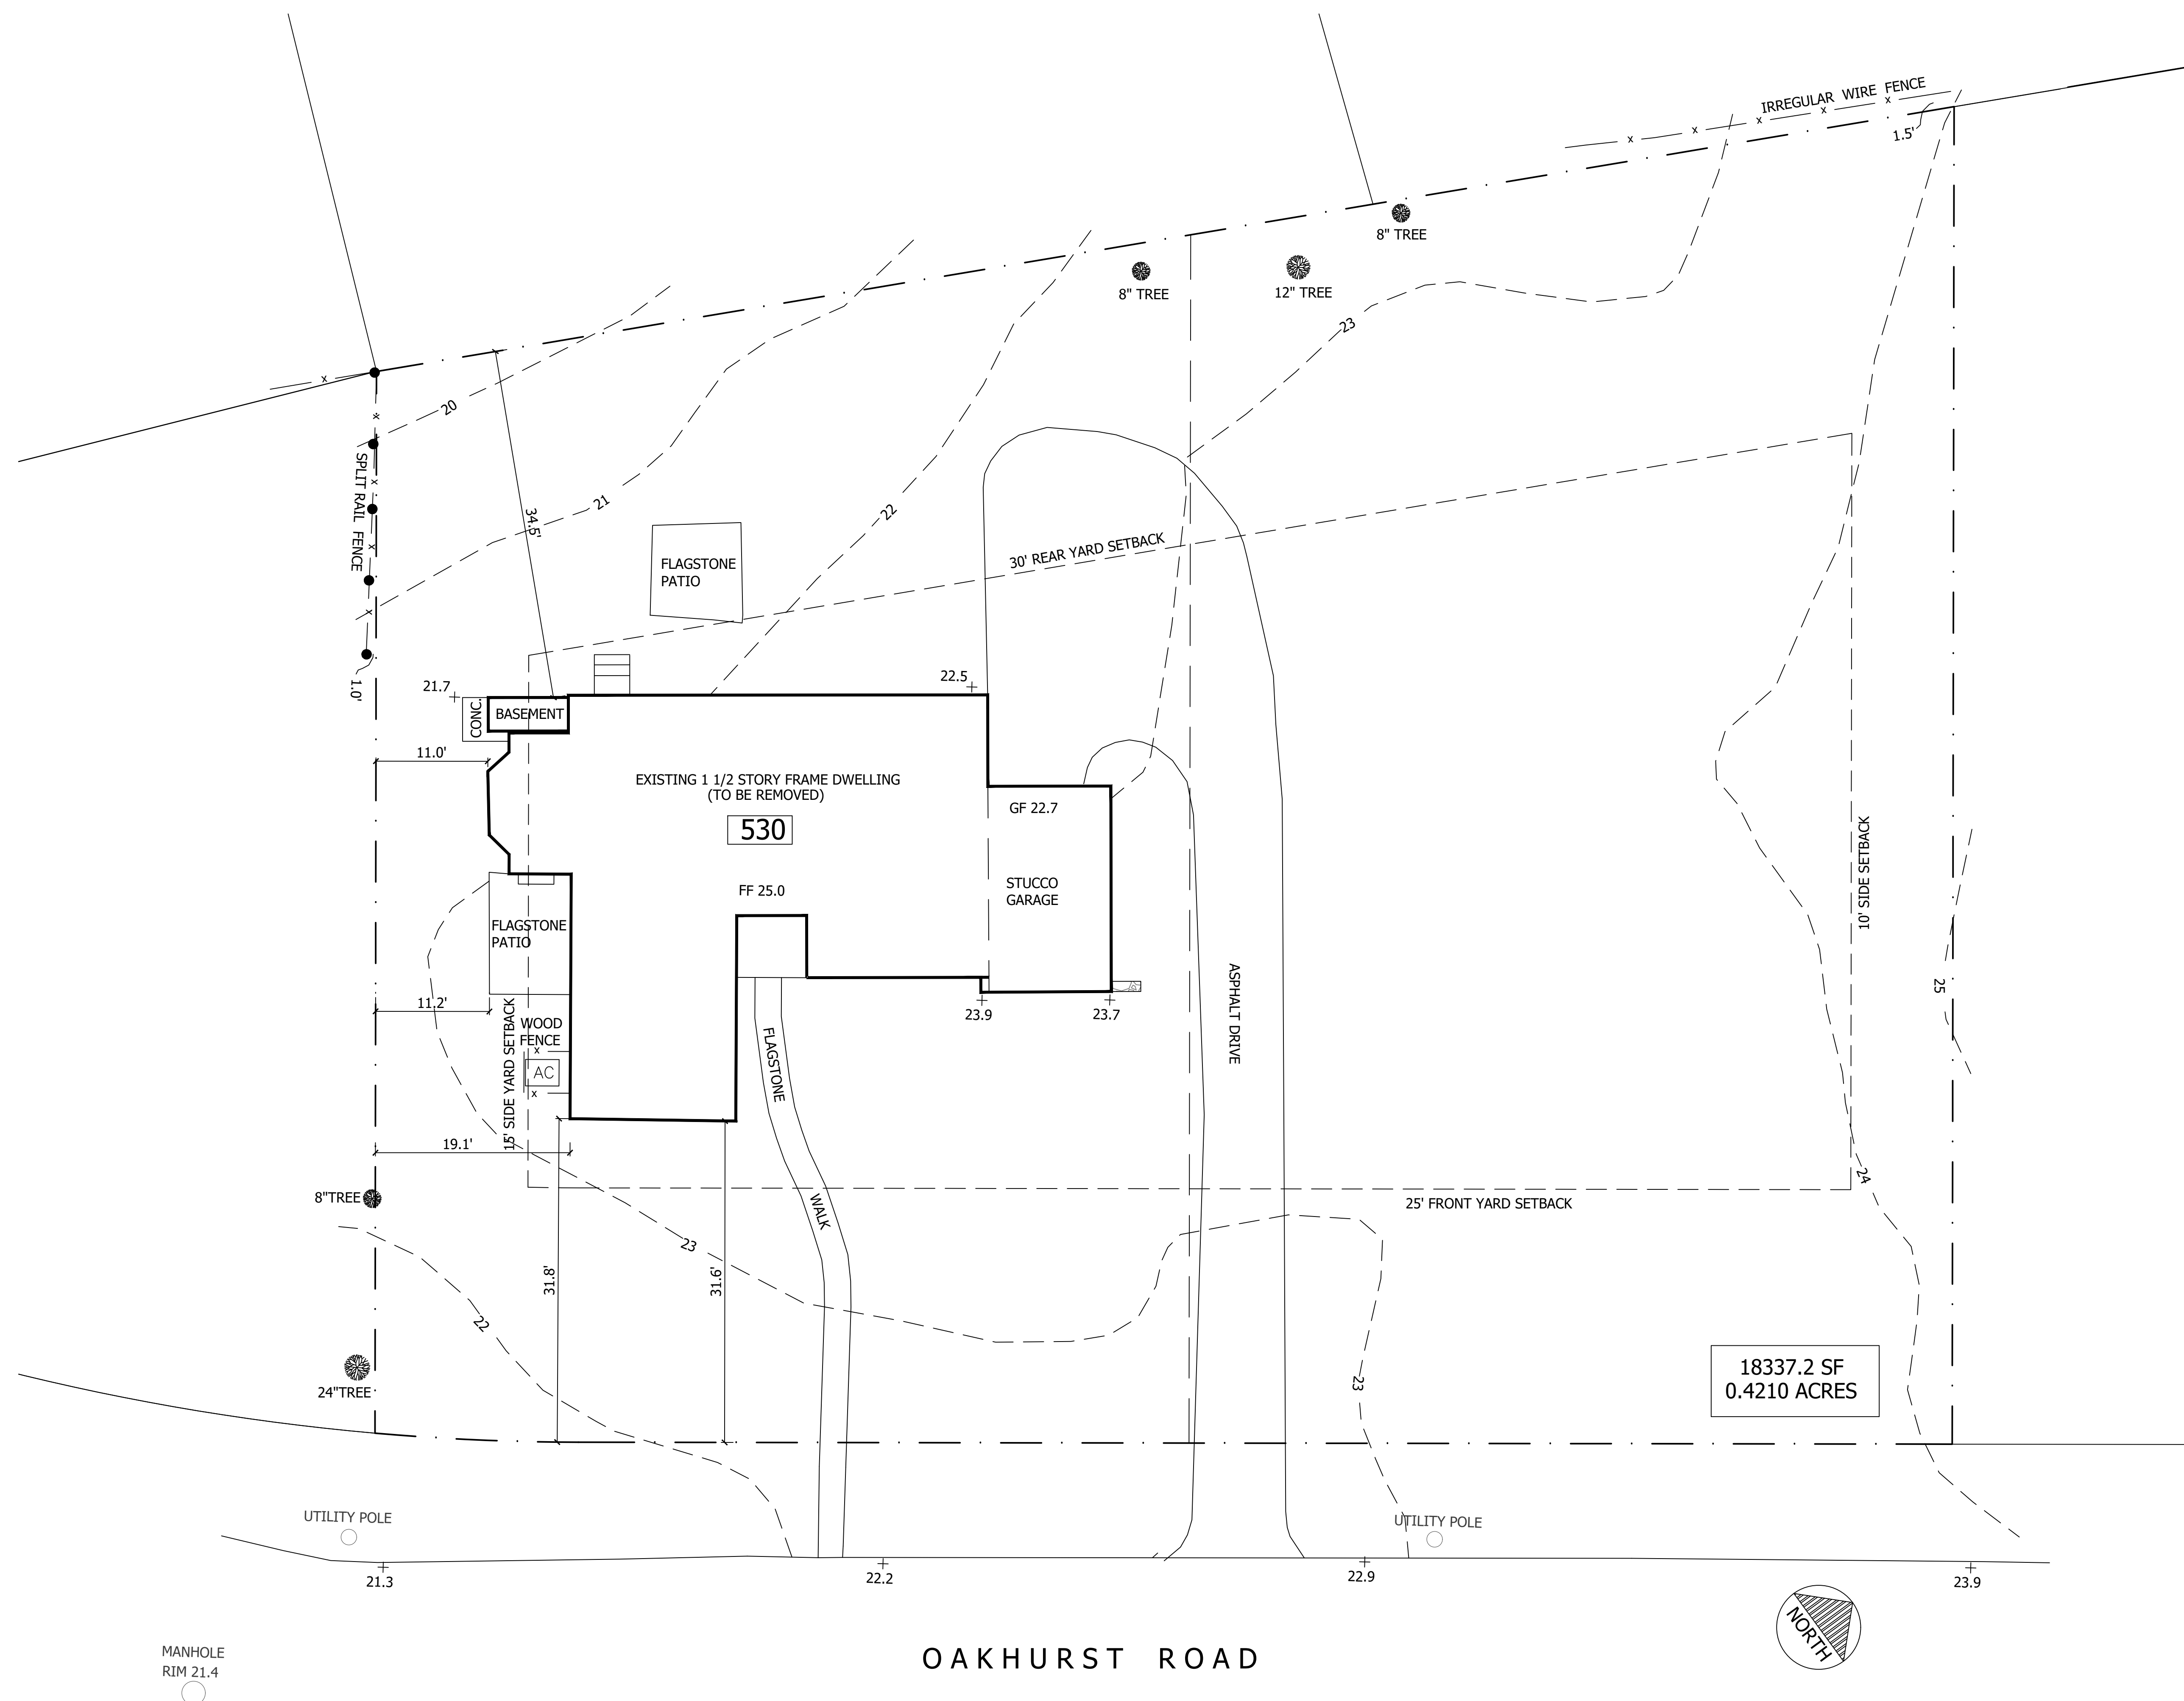 IRREGULAR WIRE FENCE
1.5'
8" TREE
8" TREE
12" TREE
23
20
SPLIT RAIL FENCE
21
34.5'
22
FLAGSTONE
PATIO
30' REAR YARD SETBACK
1.0'
21.7
22.5
CONC.
BASEMENT
11.0'
EXISTING 1 1/2 STORY FRAME DWELLING
(TO BE REMOVED)
530
GF 22.7
FF 25.0
STUCCO
GARAGE
10' SIDE SETBACK
FLAGSTONE
PATIO
11.2'
25
23.9
23.7
ASPHALT DRIVE
WOOD
FENCE
AC
15' SIDE YARD SETBACK
FLAGSTONE
WALK
19.1'
24
8"TREE
25' FRONT YARD SETBACK
23
31.8'
31.6'
22
23
24"TREE
18337.2 SF
0.4210 ACRES
UTILITY POLE
UTILITY POLE
21.3
22.2
22.9
23.9
NORTH
MANHOLE
RIM 21.4
OAKHURST ROAD